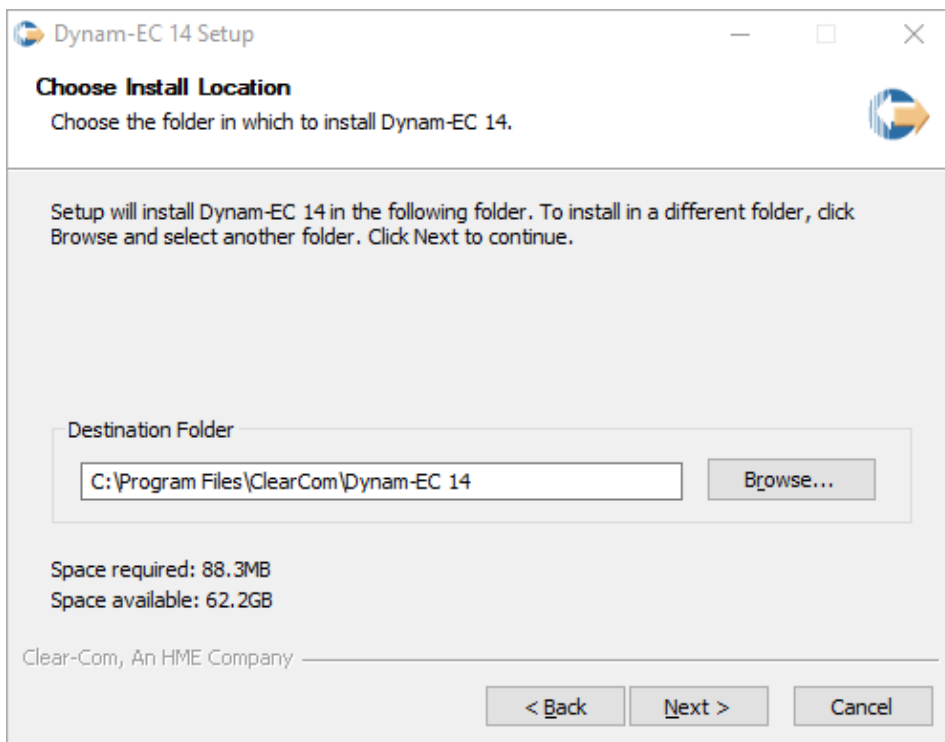 Dynam-EC 14 Setup
Choose Install Location
Choose the folder in which to install Dynam-EC 14.
Setup will install Dynam-EC 14 in the following folder. To install in a different folder, click
Browse and select another folder. Click Next to continue.
Destination Folder
C:\Program Files\ClearCom\Dynam-EC 14
Browse...
Space required: 88.3MB
Space available: 62.2GB
Clear-Com, An HME Company
< Back
Next >
Cancel